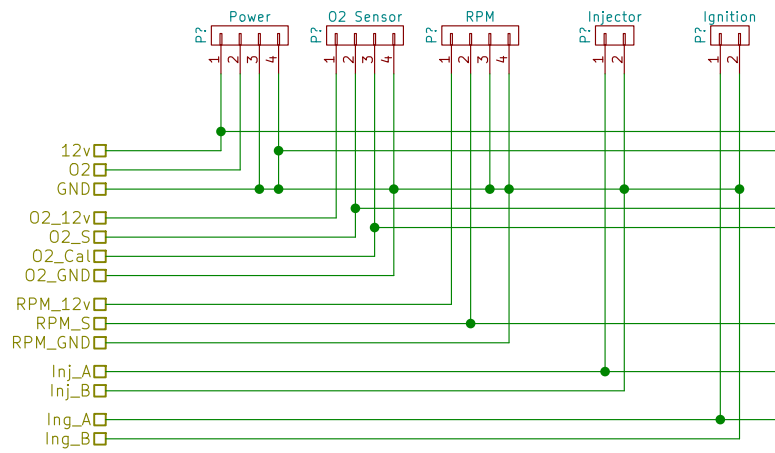 Power O2 Sensor RPM Injector Ignition
P? P? P? P? P?
1 2 3 4 1 2 3 4 1 2 3 4 1 2 1 2
12v
O2
GND
O2_12v
O2_S
O2_Cal
O2_GND
RPM_12v
RPM_S
RPM_GND
Inj_A
Inj_B
Ing_A
Ing_B